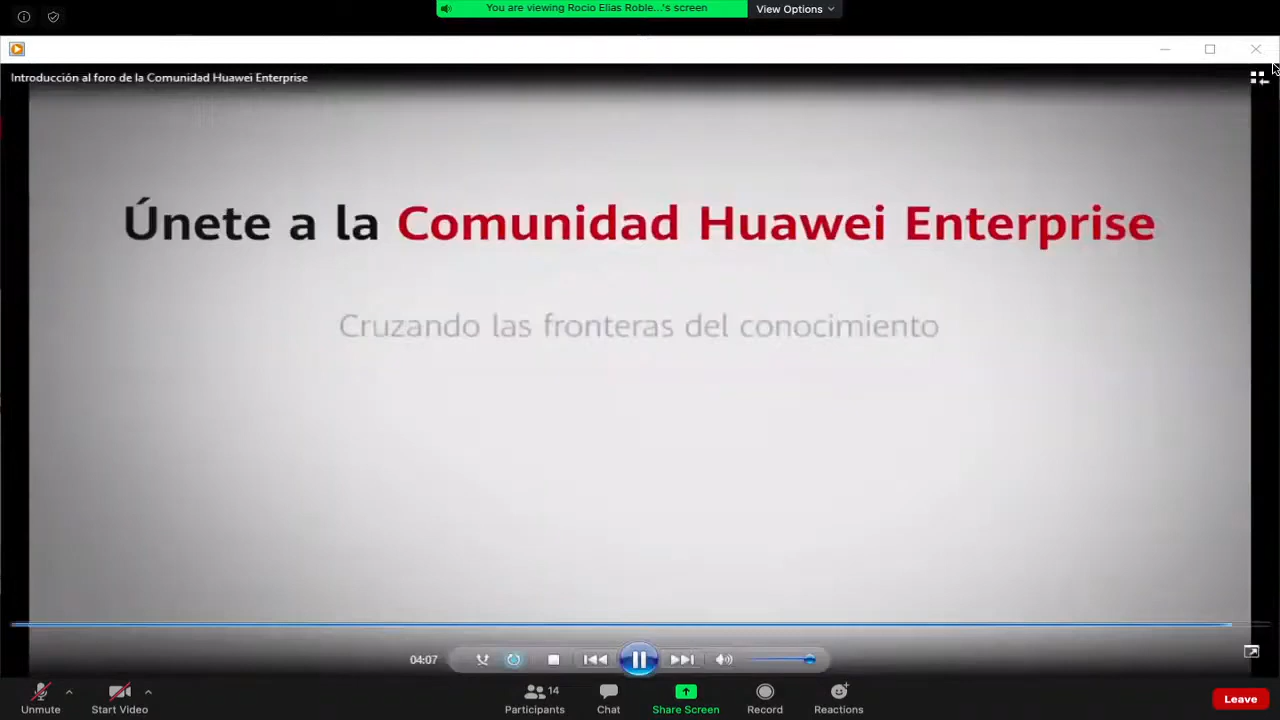 You are viewing Rocio Elias Roble...'s screen
View Options
Introducción al foro de la Comunidad Huawei Enterprise
Únete a la Comunidad Huawei Enterprise
Cruzando las fronteras del conocimiento
04:07
14
Unmute
Start Video
Participants
Chat
Share Screen
Record
Reactions
Leave